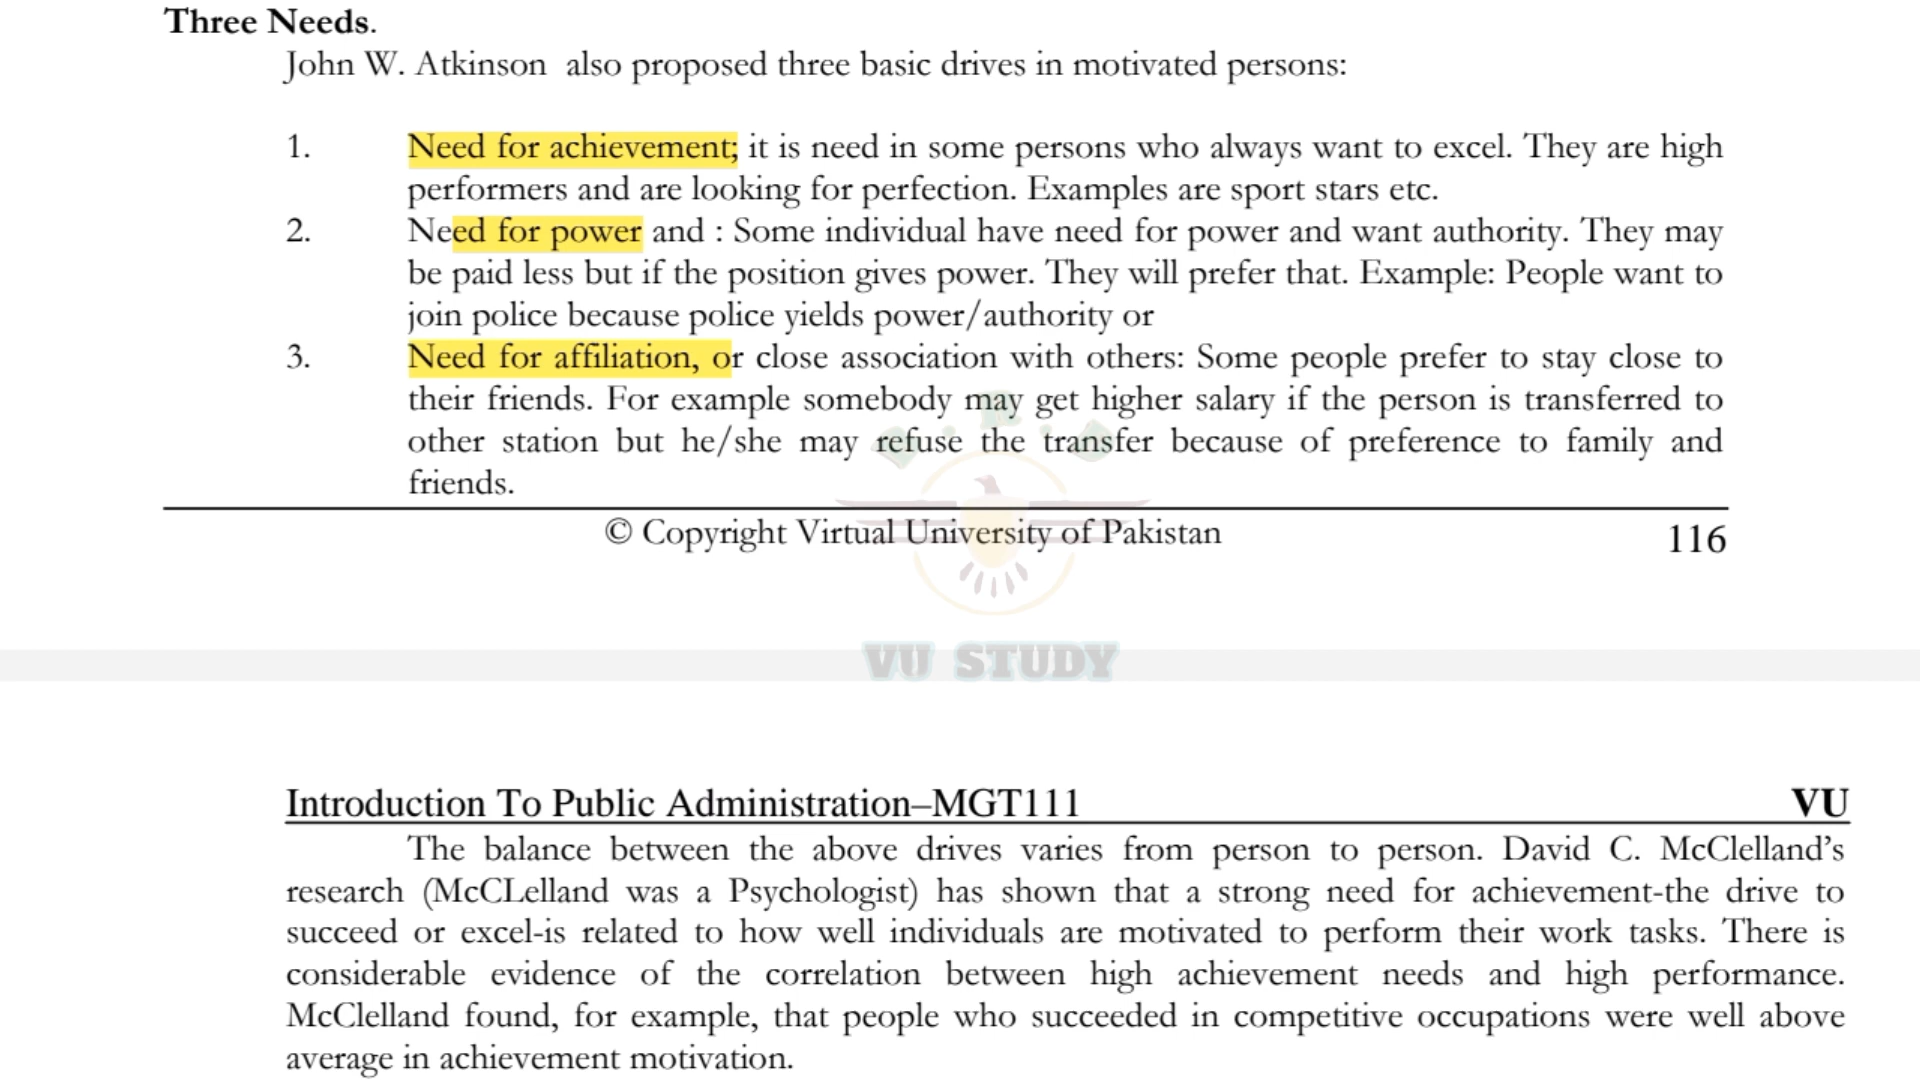 Three Needs.
John W. Atkinson also proposed three basic drives in motivated persons:
1. Need for achievement; it is need in some persons who always want to excel. They are high
performers and are looking for perfection. Examples are sport stars etc.
2. Need for power and : Some individual have need for power and want authority. They may
be paid less but if the position gives power. They will prefer that. Example: People want to
join police because police yields power/authority or
3. Need for affiliation, or close association with others: Some people prefer to stay close to
their friends. For example somebody may get higher salary if the person is transferred to
other station but he/she may refuse the transfer because of preference to family and
friends.
© Copyright Virtual University of Pakistan 116
VU STUDY
Introduction To Public Administration–MGT111 VU
The balance between the above drives varies from person to person. David C. McClelland’s
research (McCLelland was a Psychologist) has shown that a strong need for achievement-the drive to
succeed or excel-is related to how well individuals are motivated to perform their work tasks. There is
considerable evidence of the correlation between high achievement needs and high performance.
McClelland found, for example, that people who succeeded in competitive occupations were well above
average in achievement motivation.